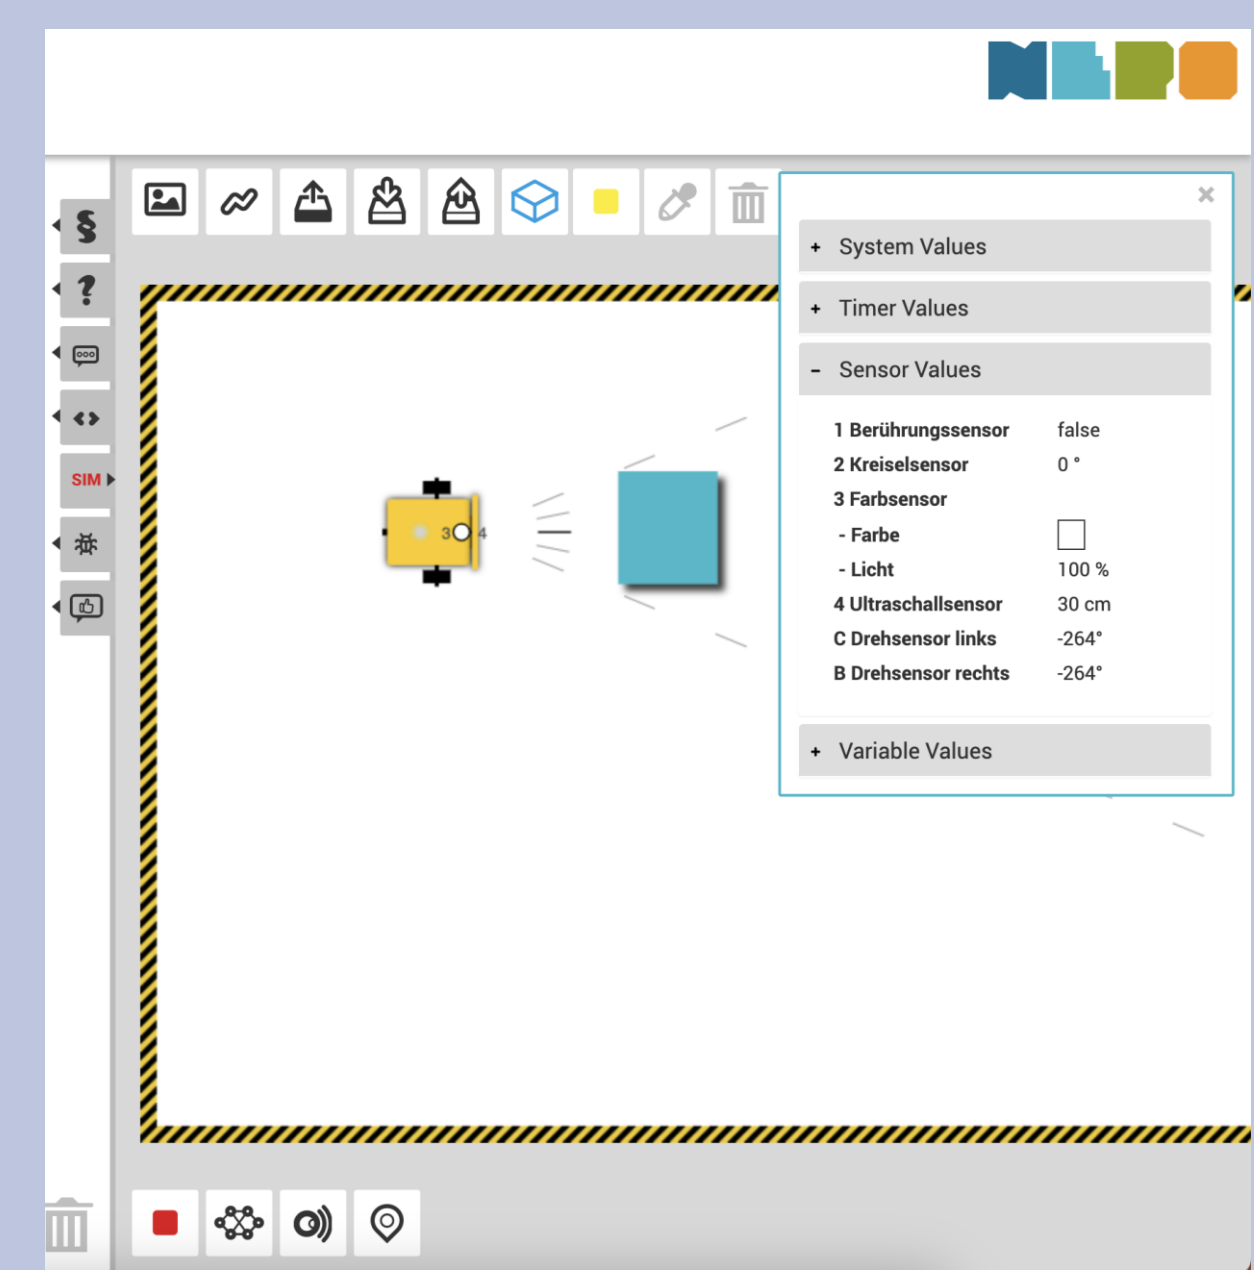 NEPO
§
?
SIM
3 4
+ System Values
+ Timer Values
- Sensor Values
1 Berührungssensor false
2 Kreiselsensor 0 °
3 Farbsensor
- Farbe
- Licht 100 %
4 Ultraschallsensor 30 cm
C Drehsensor links -264°
B Drehsensor rechts -264°
+ Variable Values